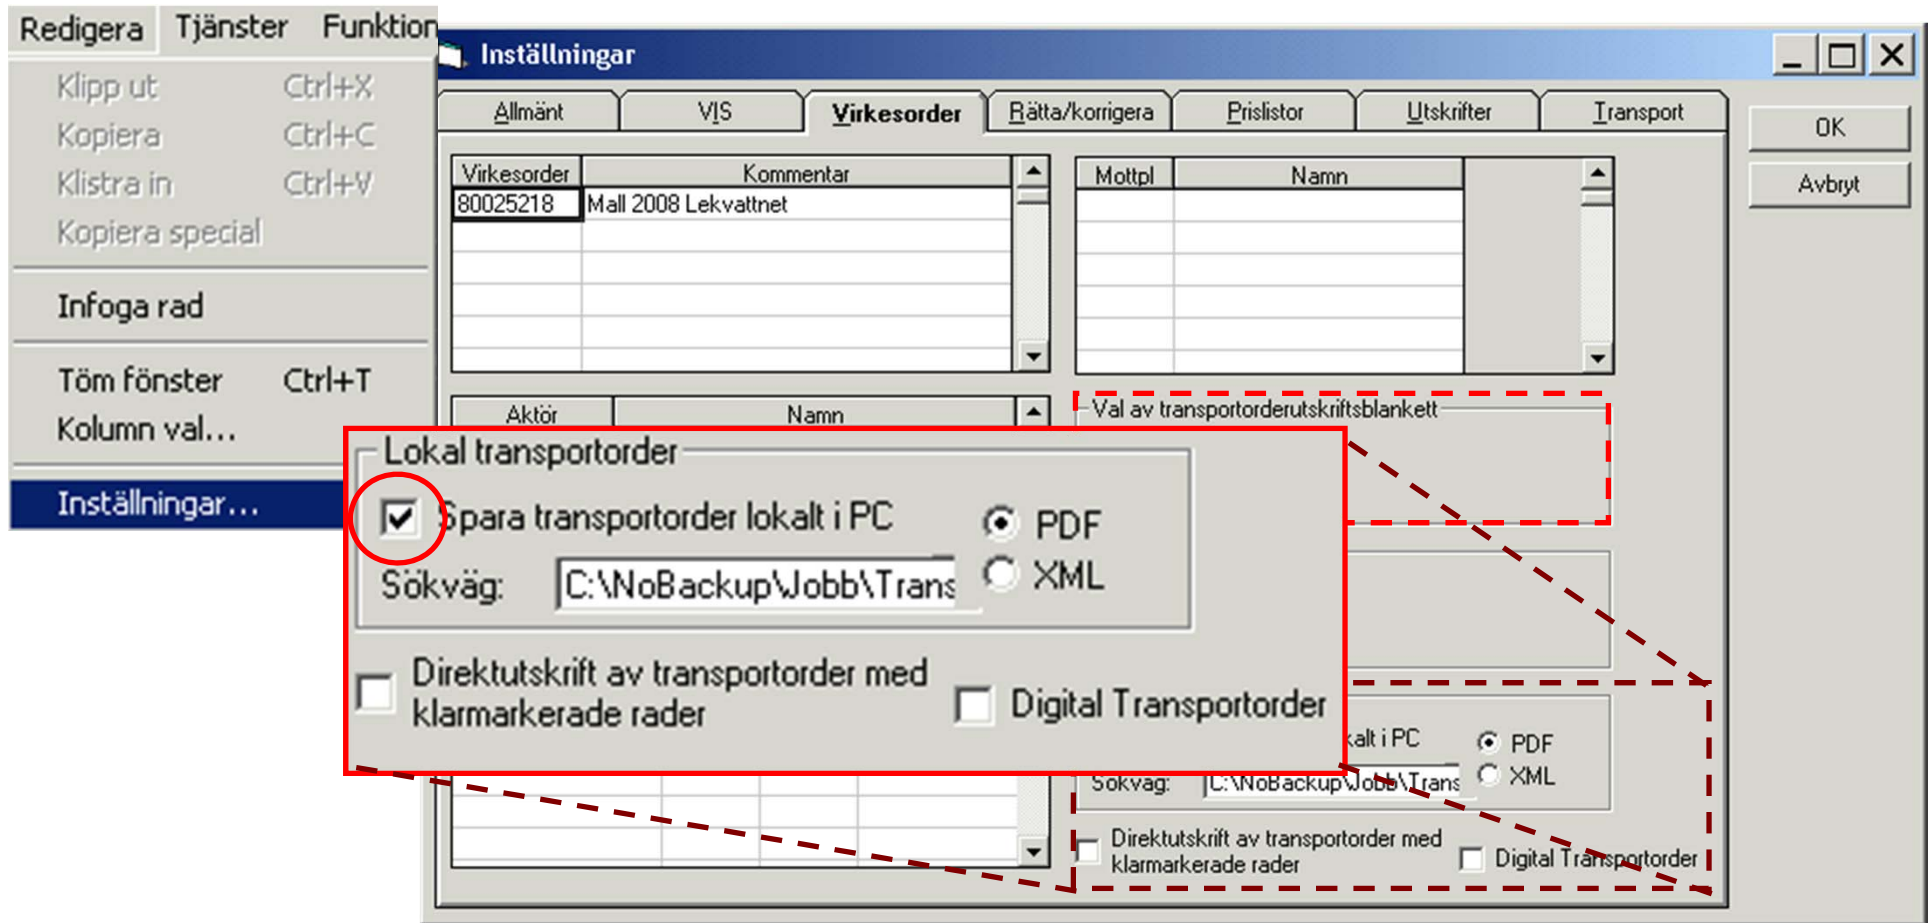 Redigera Tjänster Funktion
Klipp ut Ctrl+X
Kopiera Ctrl+C
Klistra in Ctrl+V
Kopiera special
Infoga rad
Töm fönster Ctrl+T
Kolumn val...
Inställningar...
Inställningar
Allmänt VIS Virkesorder Rätta/korrigera Prislistor Utskrifter Transport
OK
Avbryt
Virkesorder Kommentar
80025218 Mall 2008 Lekvattnet
Mottpl Namn
Aktör Namn
Val av transportorderutskriftsblankett
Lokal transportorder
Spara transportorder lokalt i PC PDF
Sökväg: C:\NoBackup\Jobb\Trans XML
Direktutskrift av transportorder med
klarmarkerade rader
Digital Transportorder
kalt i PC PDF
Sökväg: C:\NoBackup\Jobb\Trans XML
Direktutskrift av transportorder med
klarmarkerade rader
Digital Transportorder